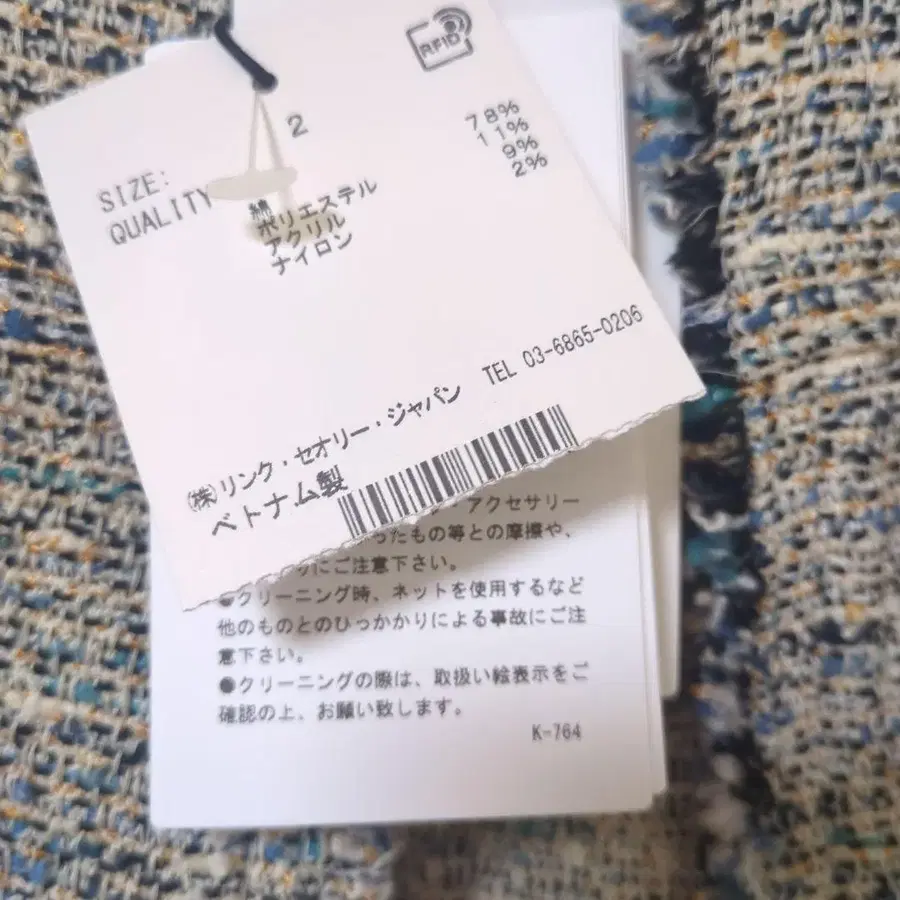 RFID
SIZE: 2
QUALITY
綿 78%
ポリエステル 11%
アクリル 9%
ナイロン 2%
TEL 03-6865-0206
㈱リンク・セオリー・ジャパン
ベトナム製
アクセサリー
ったもの等との摩擦や、
にご注意下さい。
●クリーニング時、ネットを使用するなど
他のものとのひっかかりによる事故にご注
意下さい。
●クリーニングの際は、取扱い絵表示をご
確認の上、お願い致します。
K-764